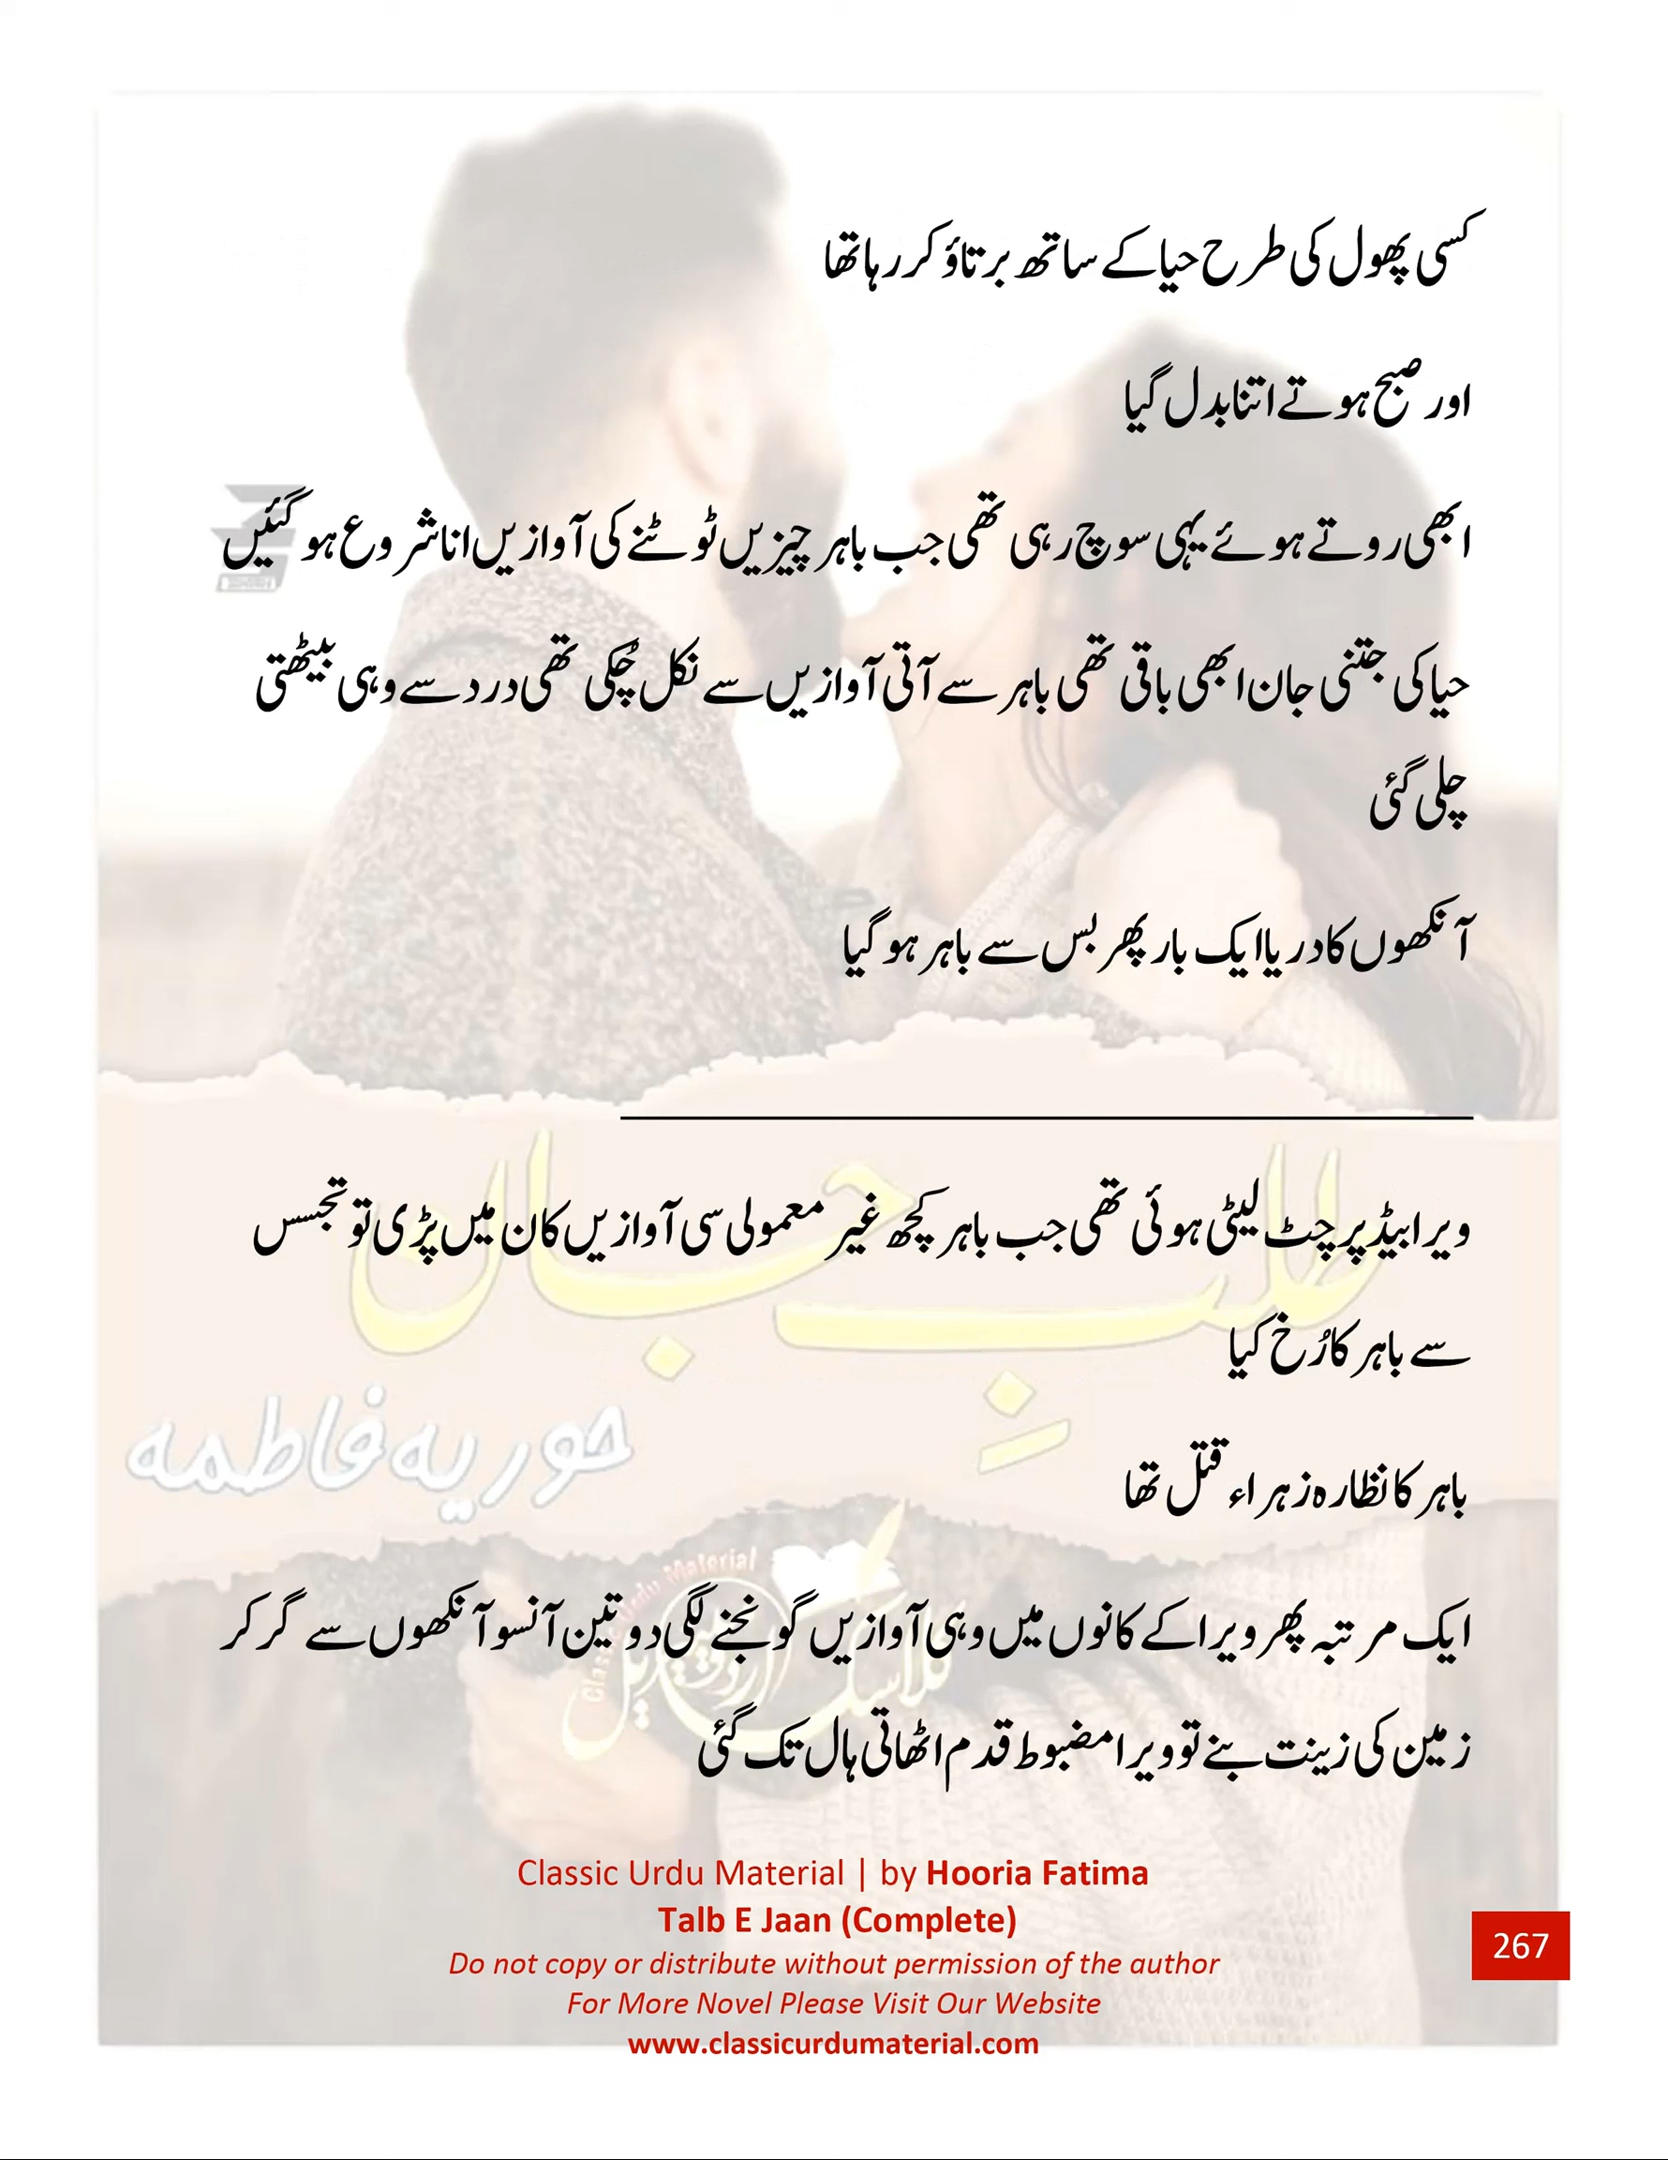 کسی پھول کی طرح حیا کے ساتھ برتاؤ کر رہا تھا
اور صبح ہوتے اتنا بدل گیا
ابھی روتے ہوئے یہی سوچ رہی تھی جب باہر چیزیں ٹوٹنے کی آوازیں انا شروع ہو گئیں
حیا کی جتنی جان ابھی باقی تھی باہر سے آتی آوازیں سے نکل چُکی تھی درد سے وہی بیٹھتی
چلی گئی
آنکھوں کا دریا ایک بار پھر بس سے باہر ہو گیا
ویرا بیڈ پر چٹ لیٹی ہوئی تھی جب باہر کچھ غیر معمولی سی آوازیں کان میں پڑی تو تجسس
سے باہر کا رُخ کیا
طلبِ جاں
حوریہ فاطمہ
باہر کا نظارہ زہراء قتل تھا
ایک مرتبہ پھر ویرا کے کانوں میں وہی آوازیں گونجنے لگی دو تین آنسو آنکھوں سے گر کر
زمین کی زینت بنے تو ویرا مضبوط قدم اٹھاتی ہال تک گئی
Classic Urdu Material
کلاسک اردو میٹریل
Classic Urdu Material | by Hooria Fatima
Talb E Jaan (Complete)
Do not copy or distribute without permission of the author
For More Novel Please Visit Our Website
www.classicurdumaterial.com
267